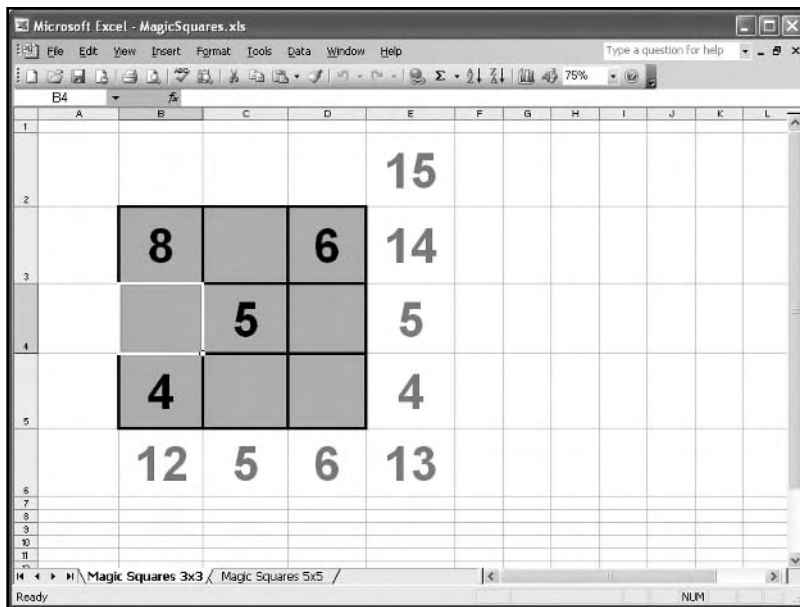 Microsoft Excel - MagicSquares.xls
File Edit View Insert Format Tools Data Window Help Type a question for help
Σ 75%
B4 fx
A B C D E F G H I J K L
1
15
2
8 6 14
3
5 5
4
4 4
5
12 5 6 13
6
7
8
9
10
11
Magic Squares 3x3 / Magic Squares 5x5 /
Ready NUM